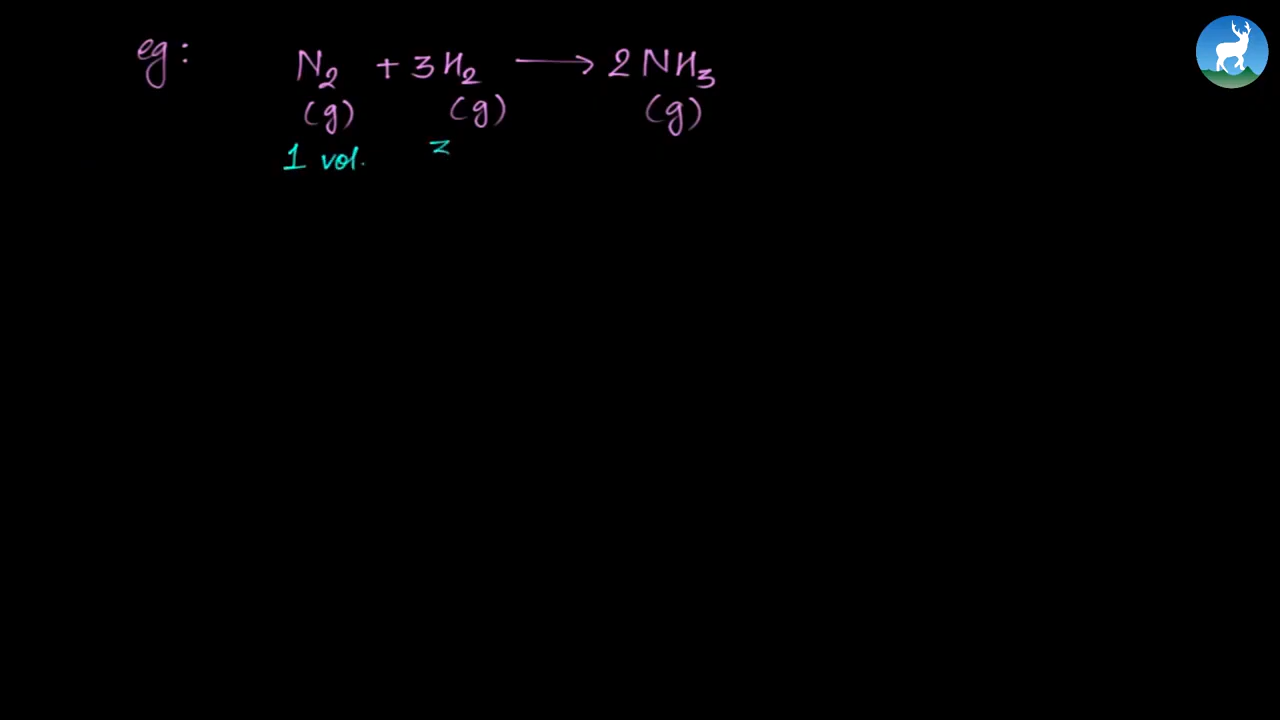 eg: N₂ + 3H₂ ⟶ 2NH₃
(g) (g) (g)
1 vol.